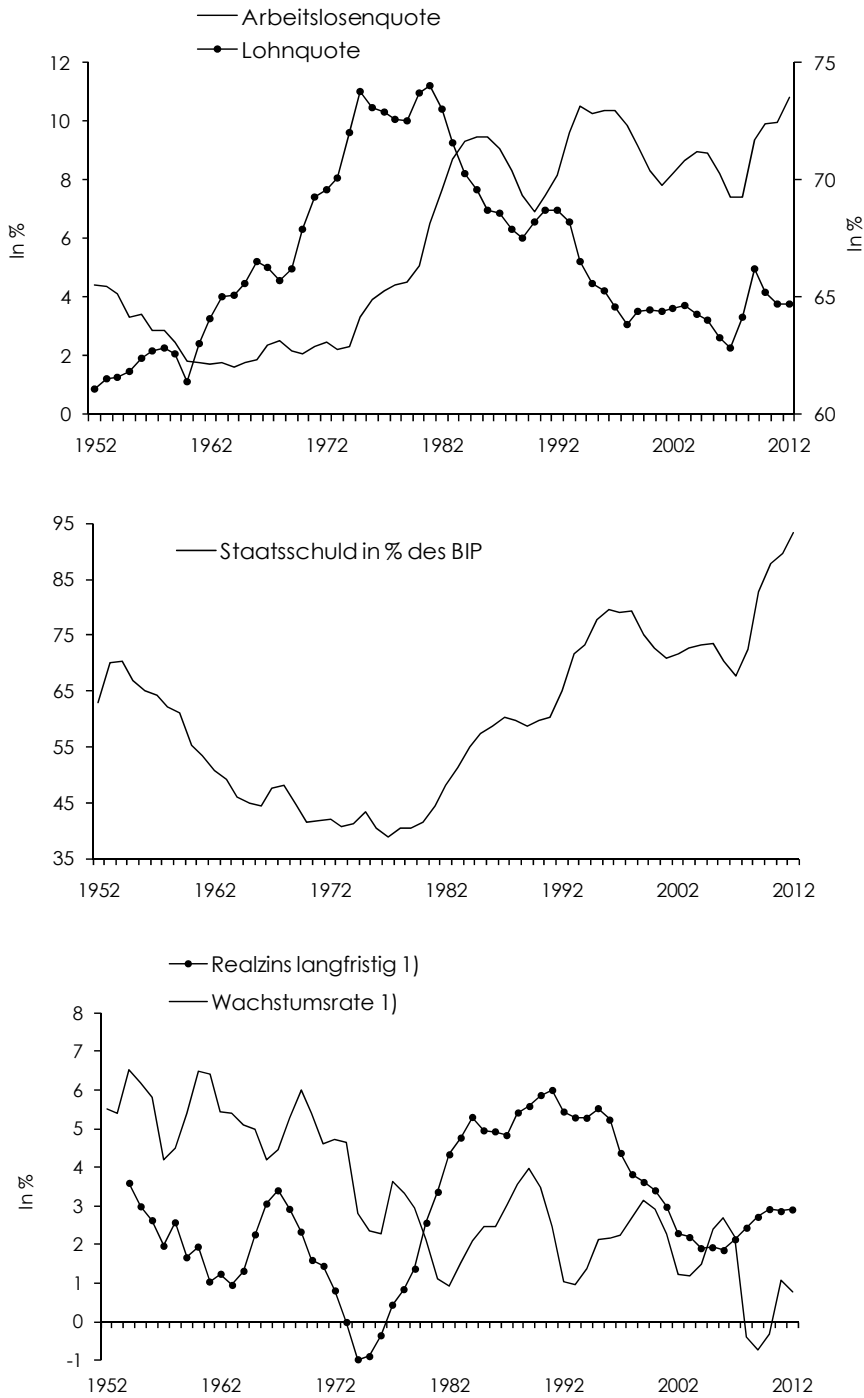 Arbeitslosenquote
Lohnquote
12
10
8
6
4
2
0
In %
75
70
65
60
In %
1952 1962 1972 1982 1992 2002 2012
Staatsschuld in % des BIP
95
85
75
65
55
45
35
1952 1962 1972 1982 1992 2002 2012
Realzins langfristig 1)
Wachstumsrate 1)
8
7
6
5
4
3
2
1
0
-1
In %
1952 1962 1972 1982 1992 2002 2012